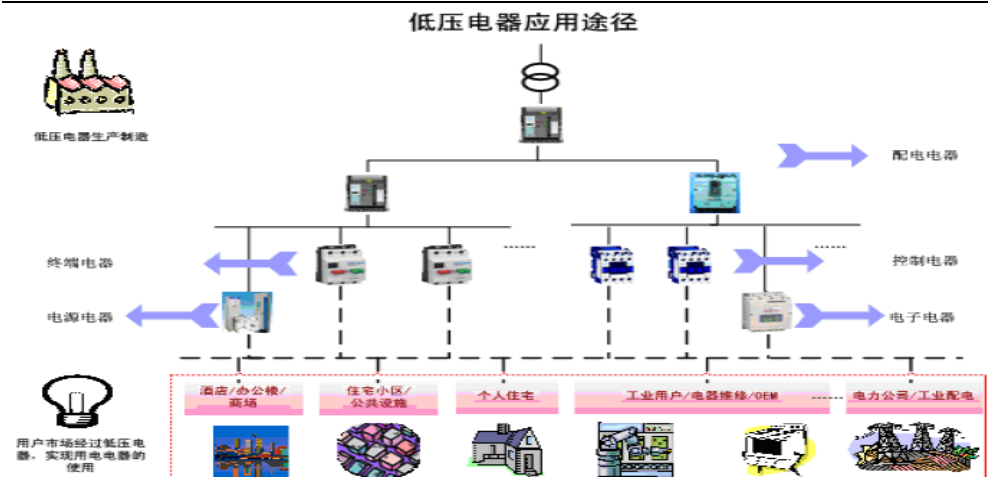 低压电器应用途径
低压电器生产制造
配电电器
终端电器
控制电器
电源电器
电子电器
酒店/办公楼/
商场
住宅小区/
公共设施
个人住宅
工业用户/电器维修/OEM
电力公司/工业配电
用户市场经过低压电
器，实现用电电器的
使用